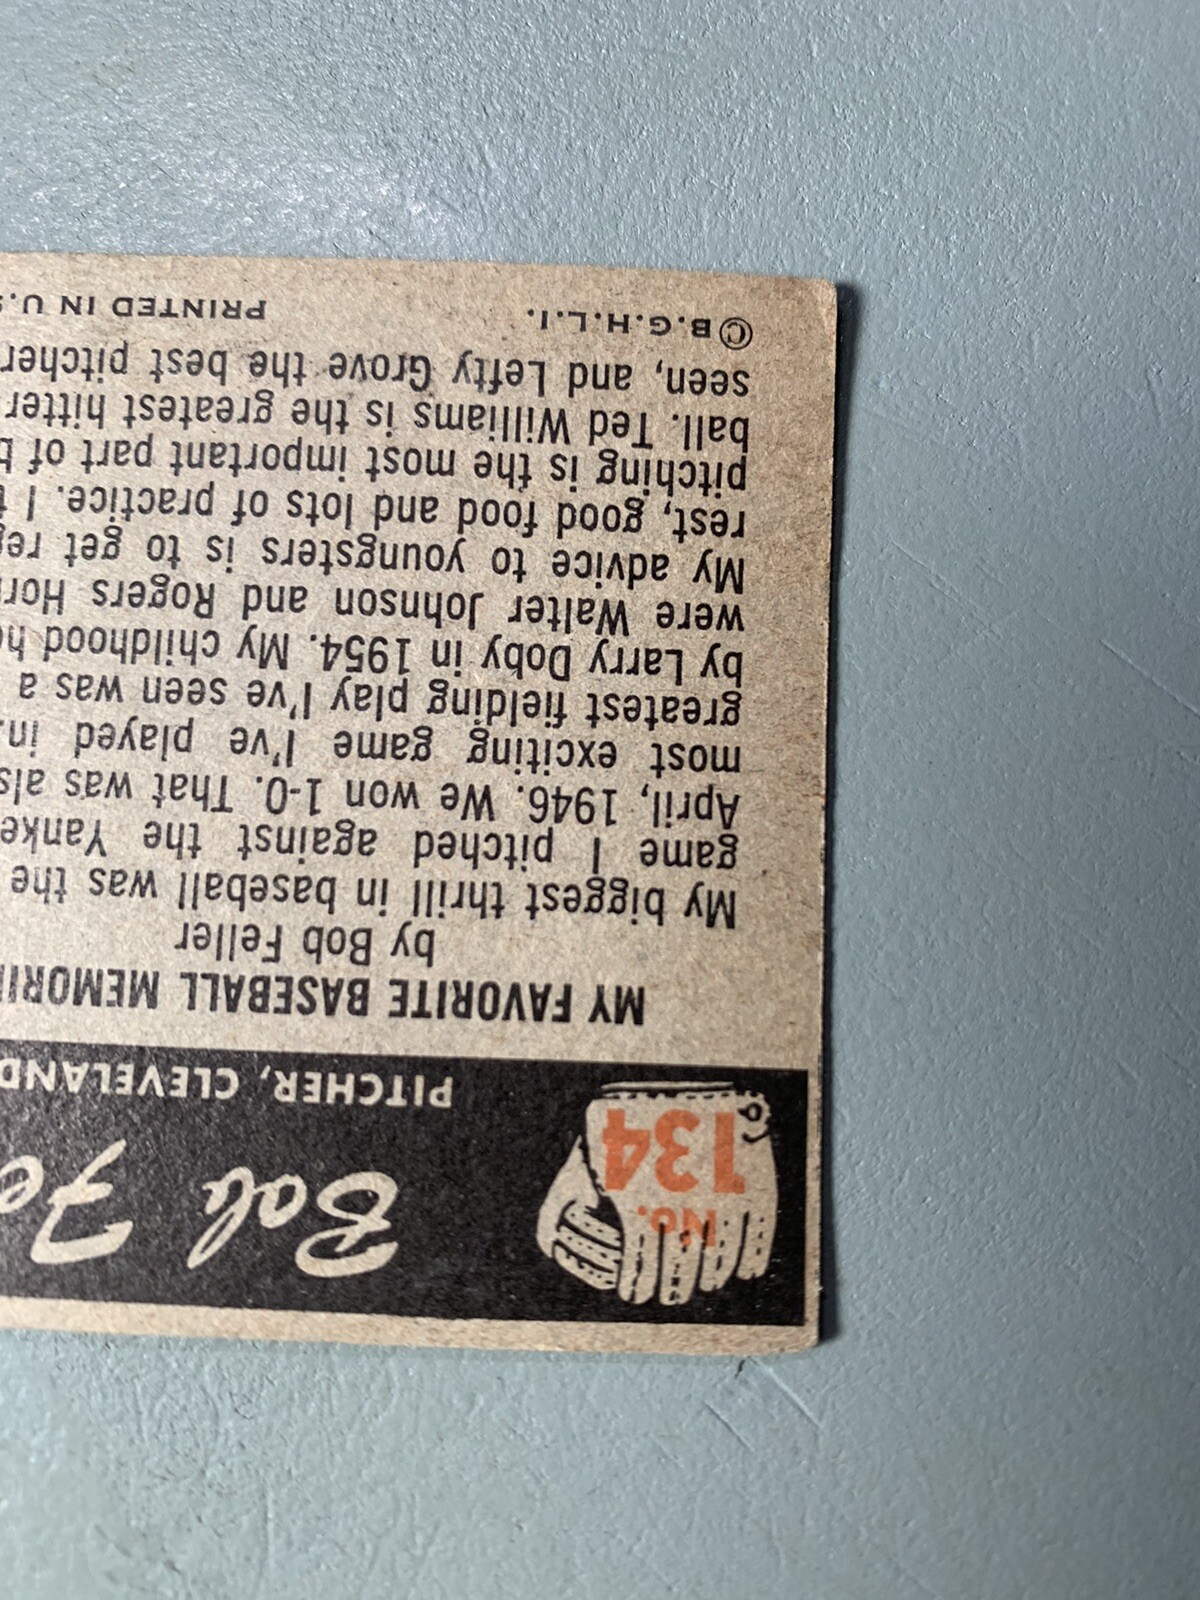 No.
134
Bob Fe
PITCHER, CLEVELAND
MY FAVORITE BASEBALL MEMORI
by Bob Feller
My biggest thrill in baseball was the
game I pitched against the Yanke
April, 1946. We won 1-0. That was als
most exciting game I've played in.
greatest fielding play I've seen was a
by Larry Doby in 1954. My childhood he
were Walter Johnson and Rogers Horn
My advice to youngsters is to get reg
rest, good food and lots of practice. I t
pitching is the most important part of b
ball. Ted Williams is the greatest hitter
seen, and Lefty Grove the best pitcher
©B.G.H.L.I. PRINTED IN U.S